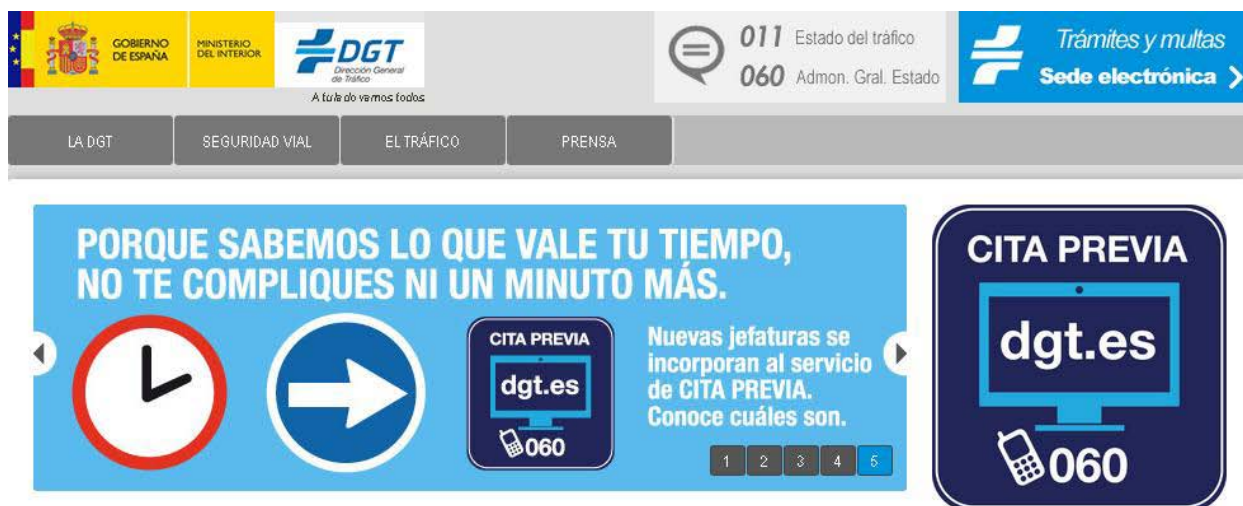 GOBIERNO
DE ESPAÑA
MINISTERIO
DEL INTERIOR
DGT
Dirección General
de Tráfico
A tu lado vamos todos
011 Estado del tráfico
060 Admon. Gral. Estado
Trámites y multas
Sede electrónica
LA DGT
SEGURIDAD VIAL
EL TRÁFICO
PRENSA
PORQUE SABEMOS LO QUE VALE TU TIEMPO,
NO TE COMPLIQUES NI UN MINUTO MÁS.
CITA PREVIA
dgt.es
060
Nuevas jefaturas se
incorporan al servicio
de CITA PREVIA.
Conoce cuáles son.
1 2 3 4 5
CITA PREVIA
dgt.es
060